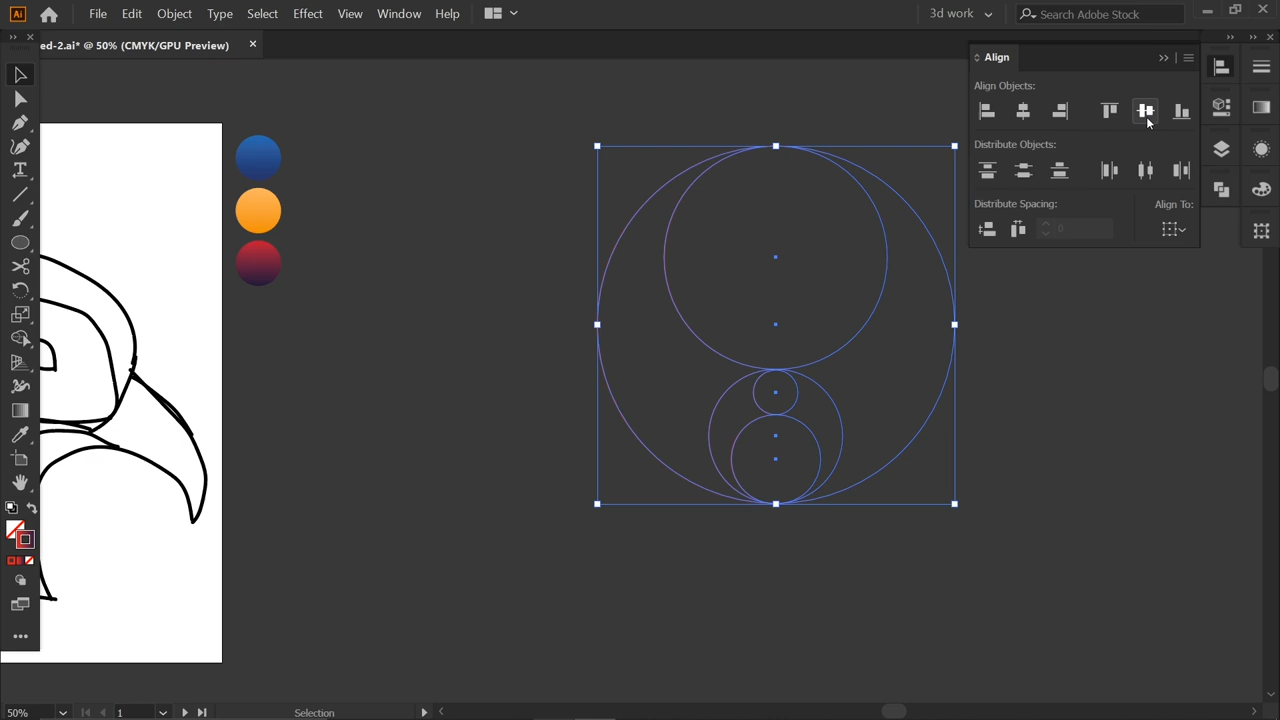 Ai File Edit Object Type Select Effect View Window Help 3d work Search Adobe Stock
ed-2.ai* @ 50% (CMYK/GPU Preview)
Align
Align Objects:
Distribute Objects:
Distribute Spacing: Align To:
0
50% 1 Selection